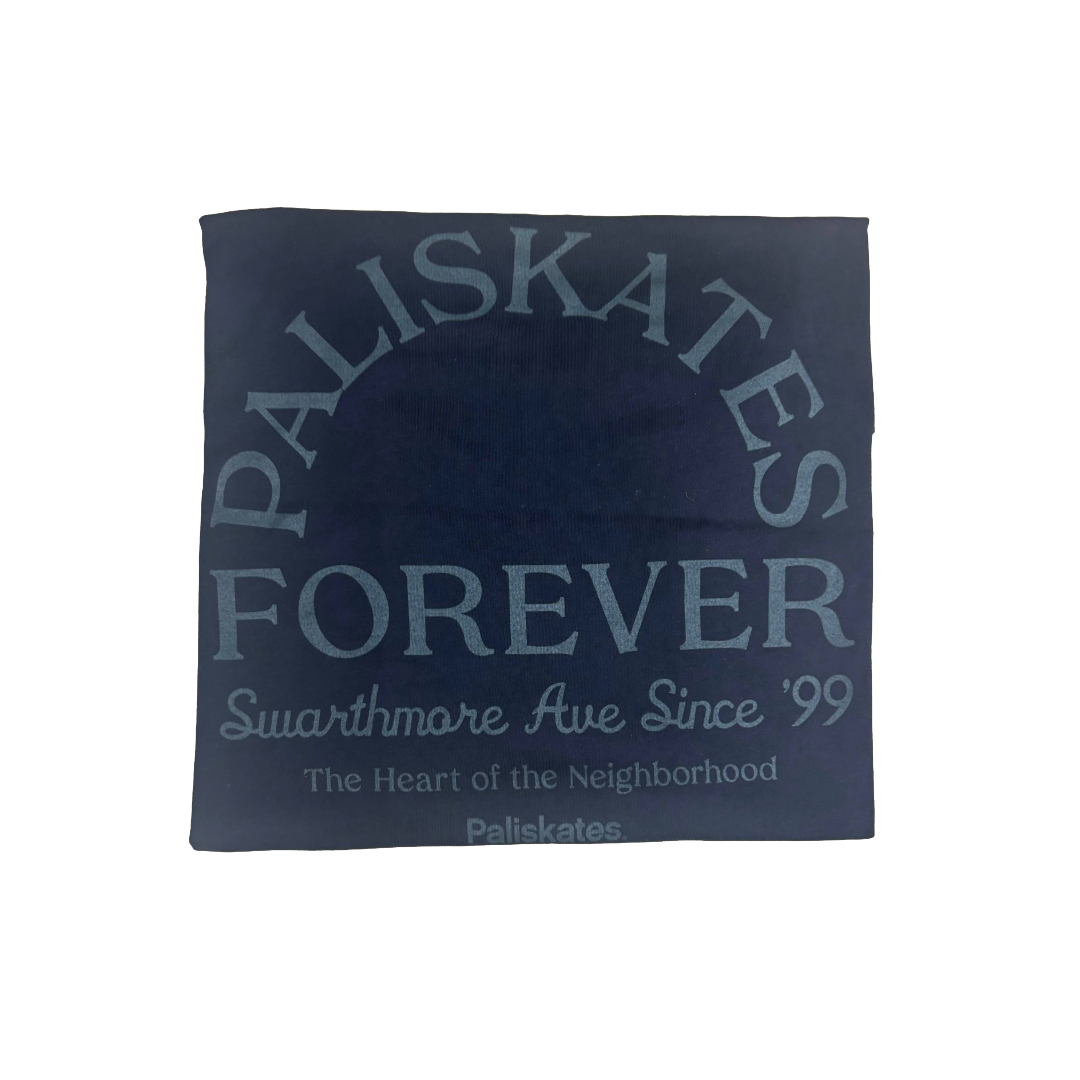 PALISKATES
FOREVER
Swarthmore Ave Since '99
The Heart of the Neighborhood
Paliskates.